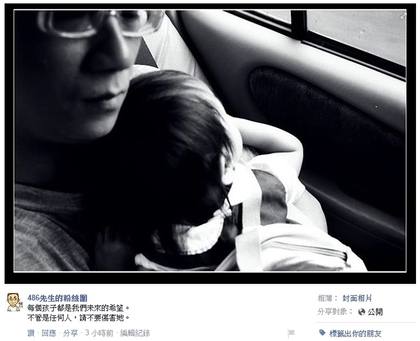 486先生的粉絲團
每個孩子都是我們未來的希望。
不管是任何人，請不要傷害她。
讚 · 回應 · 分享 · 3 小時前 · 編輯紀錄
相簿： 封面相片
分享對象： 公開
標籤出你的朋友